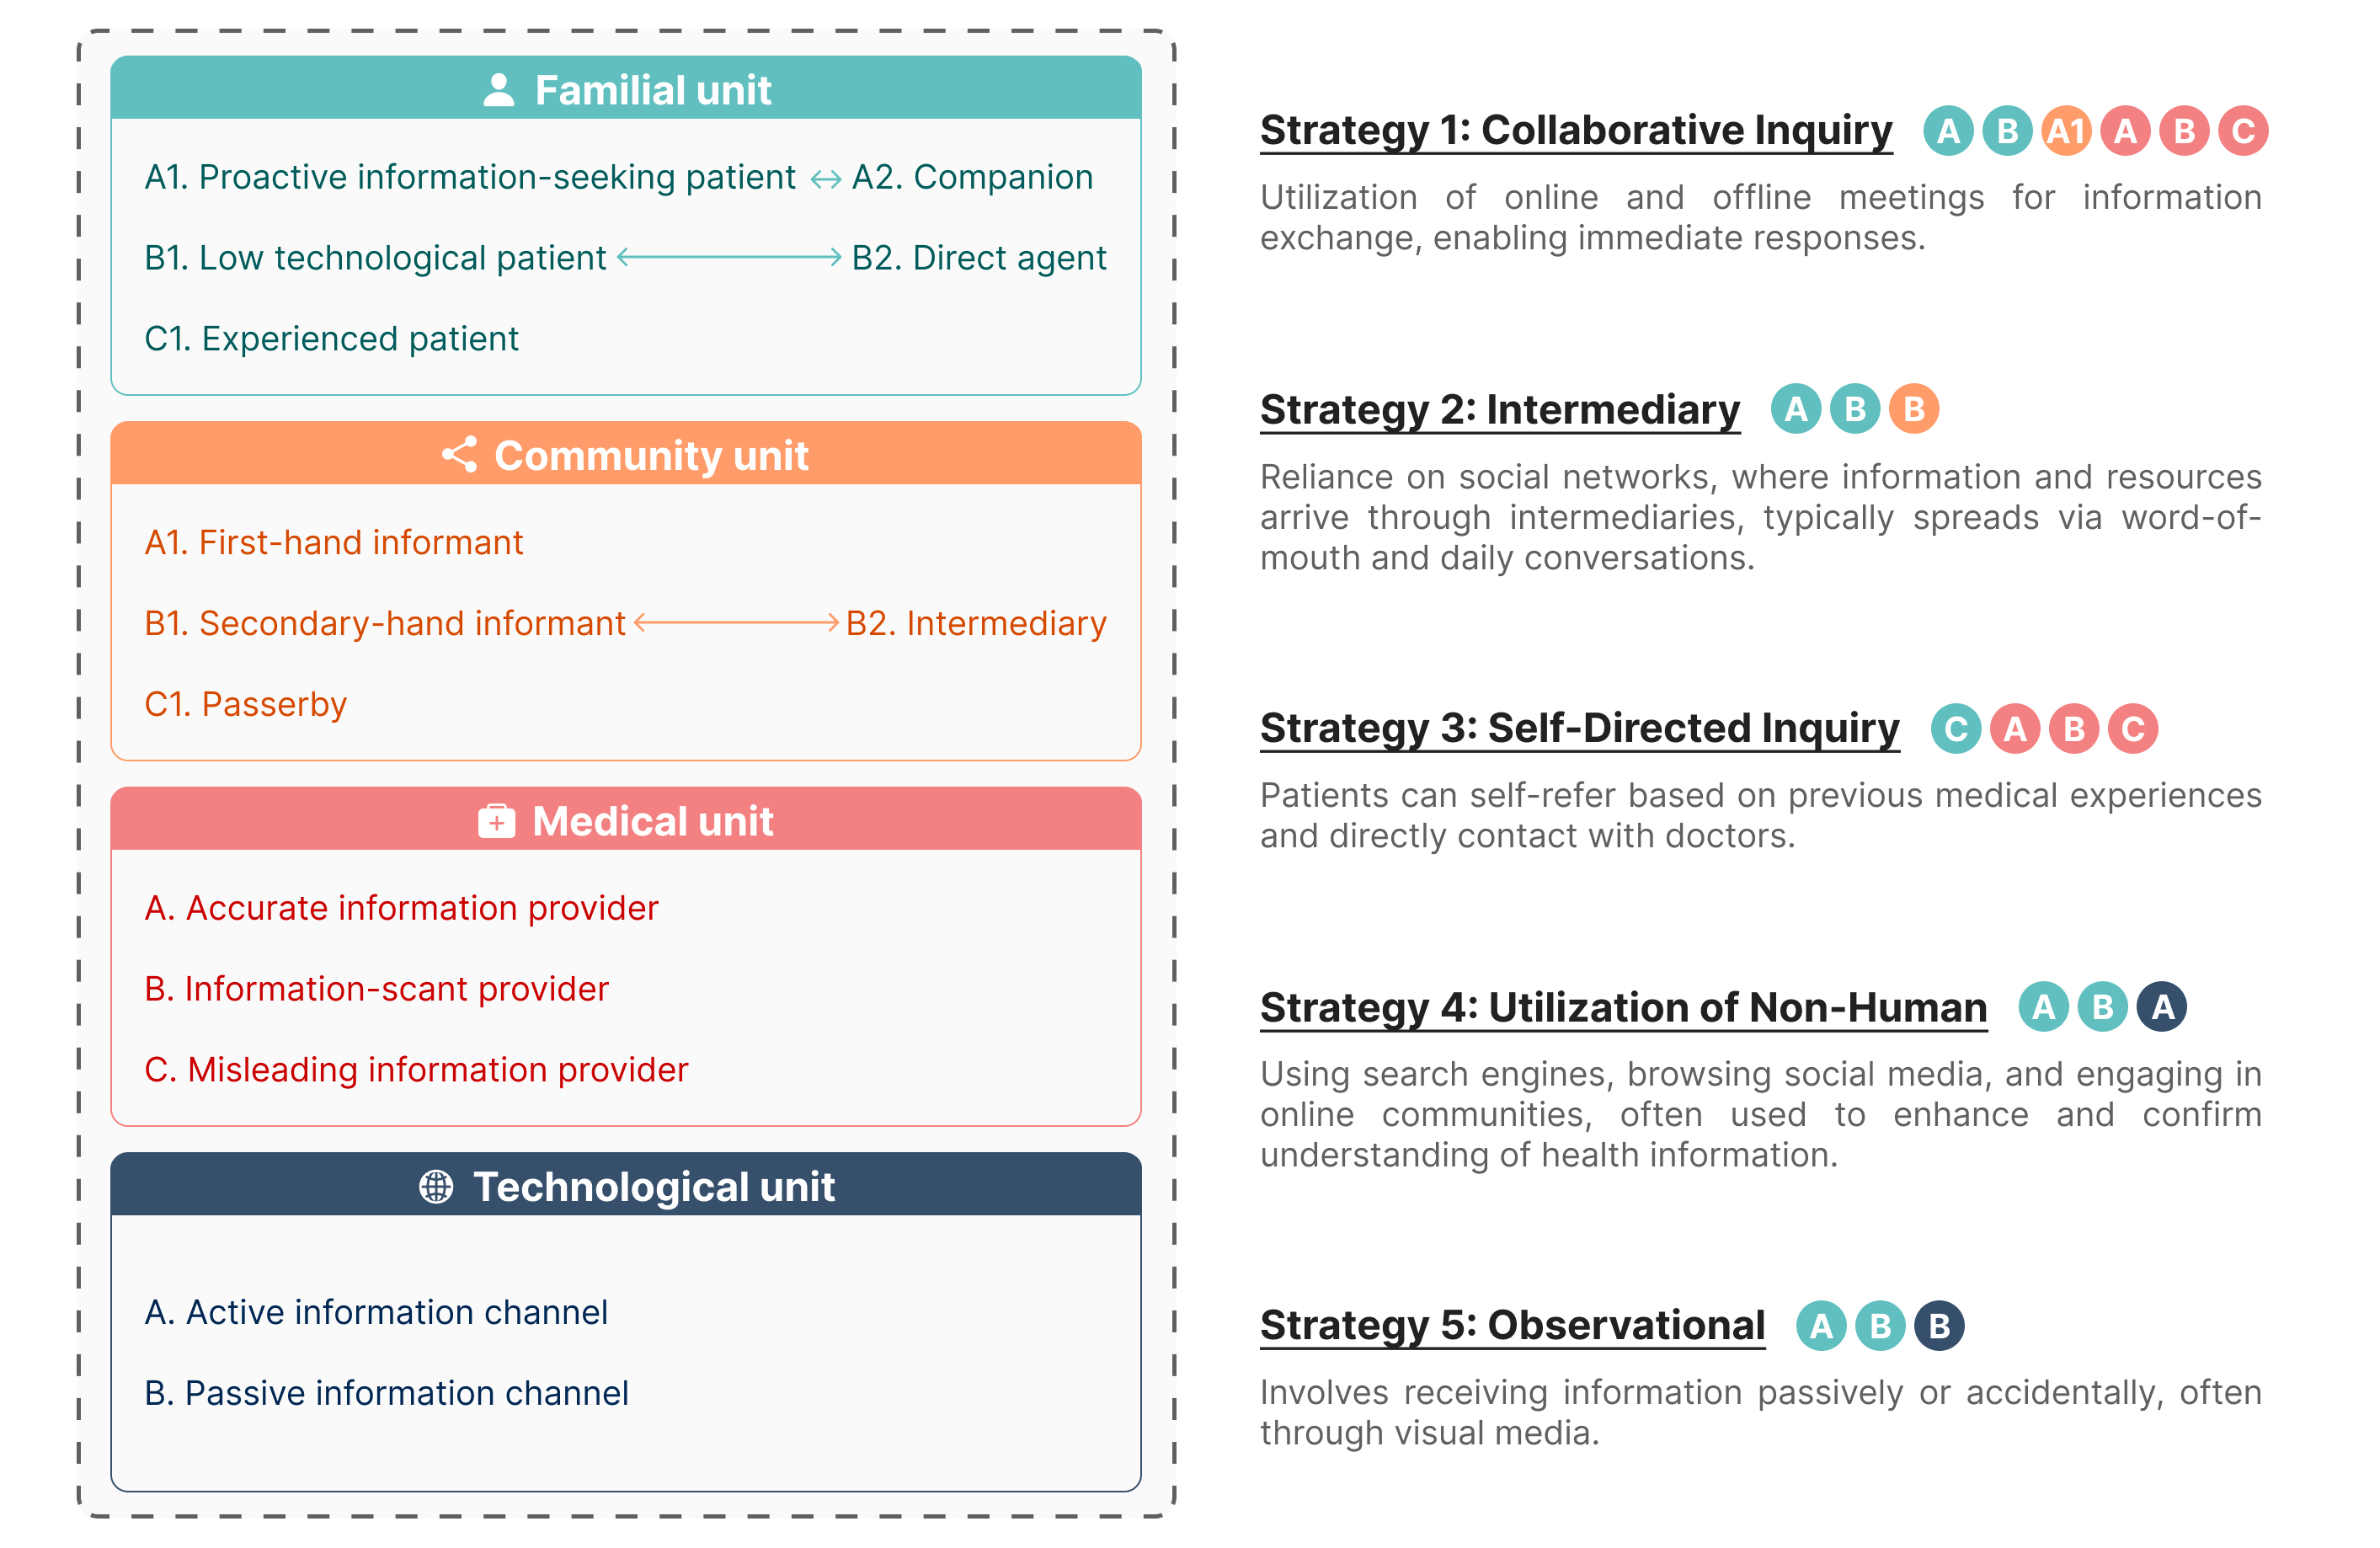 Familial unit
A1. Proactive information-seeking patient ↔ A2. Companion
B1. Low technological patient ↔ B2. Direct agent
C1. Experienced patient
Community unit
A1. First-hand informant
B1. Secondary-hand informant ↔ B2. Intermediary
C1. Passerby
Medical unit
A. Accurate information provider
B. Information-scant provider
C. Misleading information provider
Technological unit
A. Active information channel
B. Passive information channel
Strategy 1: Collaborative Inquiry A B A1 A B C
Utilization of online and offline meetings for information
exchange, enabling immediate responses.
Strategy 2: Intermediary A B B
Reliance on social networks, where information and resources
arrive through intermediaries, typically spreads via word-of-
mouth and daily conversations.
Strategy 3: Self-Directed Inquiry C A B C
Patients can self-refer based on previous medical experiences
and directly contact with doctors.
Strategy 4: Utilization of Non-Human A B A
Using search engines, browsing social media, and engaging in
online communities, often used to enhance and confirm
understanding of health information.
Strategy 5: Observational A B B
Involves receiving information passively or accidentally, often
through visual media.